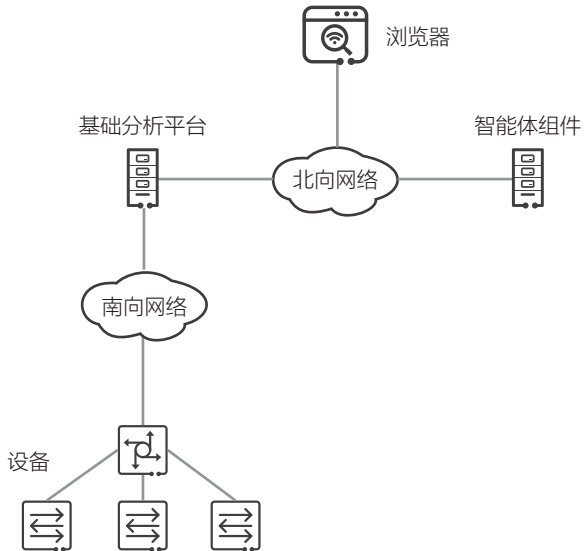 浏览器
基础分析平台
智能体组件
北向网络
南向网络
设备